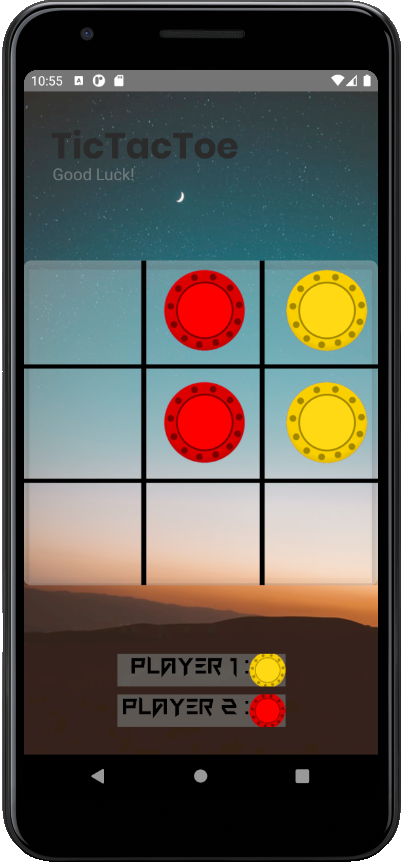 10:55
TicTacToe
Good Luck!
PLAYER 1 :
PLAYER 2 :